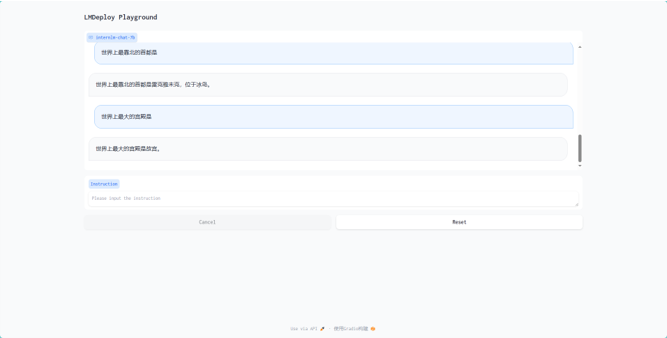 LMDeploy Playground
internlm-chat-7b
世界上最靠北的首都是
世界上最靠北的首都是雷克雅未克，位于冰岛。
世界上最大的宫殿是
世界上最大的宫殿是故宫。
Instruction
Please input the instruction
Cancel
Reset
Use via API 🚀 · 使用Gradio构建